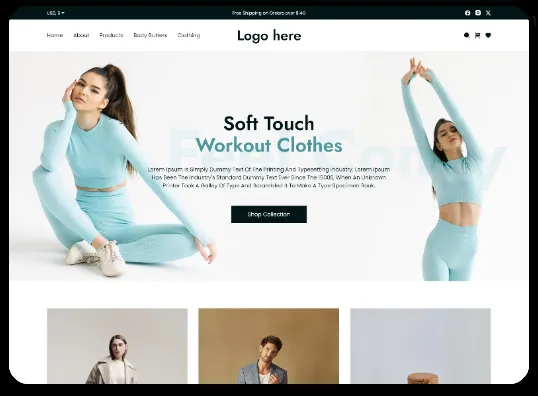 USD, $
Free Shipping on Orders over $140
Home About Products Body Butters Clothing
Logo here
Soft Touch
Workout Clothes
Lorem Ipsum Is Simply Dummy Text Of The Printing And Typesetting Industry. Lorem Ipsum
Has Been The Industry's Standard Dummy Text Ever Since The 1500S, When An Unknown
Printer Took A Galley Of Type And Scrambled It To Make A Type Specimen Book.
Shop Collection